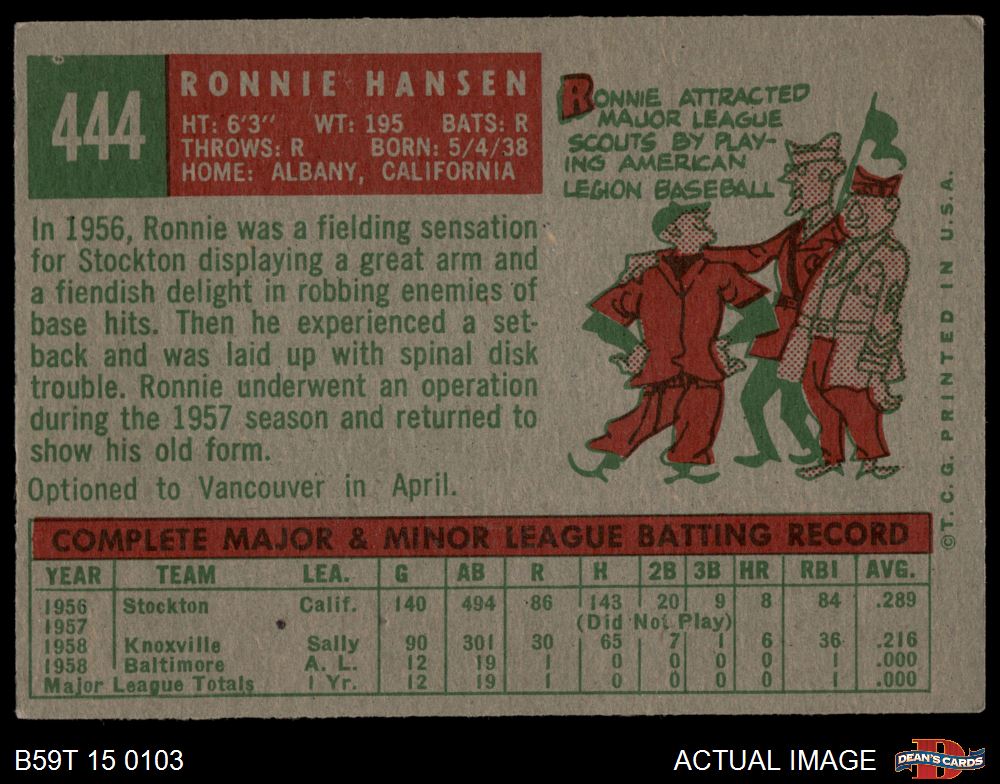 444
RONNIE HANSEN
HT: 6'3" WT: 195 BATS: R
THROWS: R BORN: 5/4/38
HOME: ALBANY, CALIFORNIA
In 1956, Ronnie was a fielding sensation
for Stockton displaying a great arm and
a fiendish delight in robbing enemies of
base hits. Then he experienced a set-
back and was laid up with spinal disk
trouble. Ronnie underwent an operation
during the 1957 season and returned to
show his old form.
Optioned to Vancouver in April.
RONNIE ATTRACTED
MAJOR LEAGUE
SCOUTS BY PLAY-
ING AMERICAN
LEGION BASEBALL
©T. C. G. PRINTED IN U.S.A.
COMPLETE MAJOR & MINOR LEAGUE BATTING RECORD
YEAR TEAM LEA. G AB R H 2B 3B HR RBI AVG.
1956 Stockton Calif. 140 494 86 143 20 9 8 84 .289
1957 (Did Not Play)
1958 Knoxville Sally 90 301 30 65 7 1 6 36 .216
1958 Baltimore A. L. 12 19 1 0 0 0 0 1 .000
Major League Totals 1 Yr. 12 19 1 0 0 0 0 1 .000
B59T 15 0103
ACTUAL IMAGE
DEAN'S CARDS